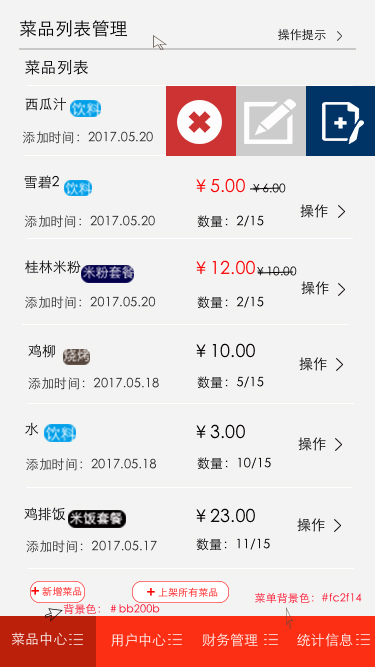 菜品列表管理
操作提示
菜品列表
西瓜汁 饮料
添加时间：2017.05.20
雪碧2 饮料
¥ 5.00 ¥ 6.00
操作
添加时间：2017.05.20
数量：2/15
桂林米粉 米粉套餐
¥ 12.00 ¥ 10.00
操作
添加时间：2017.05.20
数量：2/15
鸡柳 烧烤
¥ 10.00
操作
添加时间：2017.05.18
数量：5/15
水 饮料
¥ 3.00
操作
添加时间：2017.05.18
数量：10/15
鸡排饭 米饭套餐
¥ 23.00
操作
添加时间：2017.05.17
数量：11/15
新增菜品
上架所有菜品
菜单背景色：#fc2f14
背景色：#bb200b
菜品中心
用户中心
财务管理
统计信息